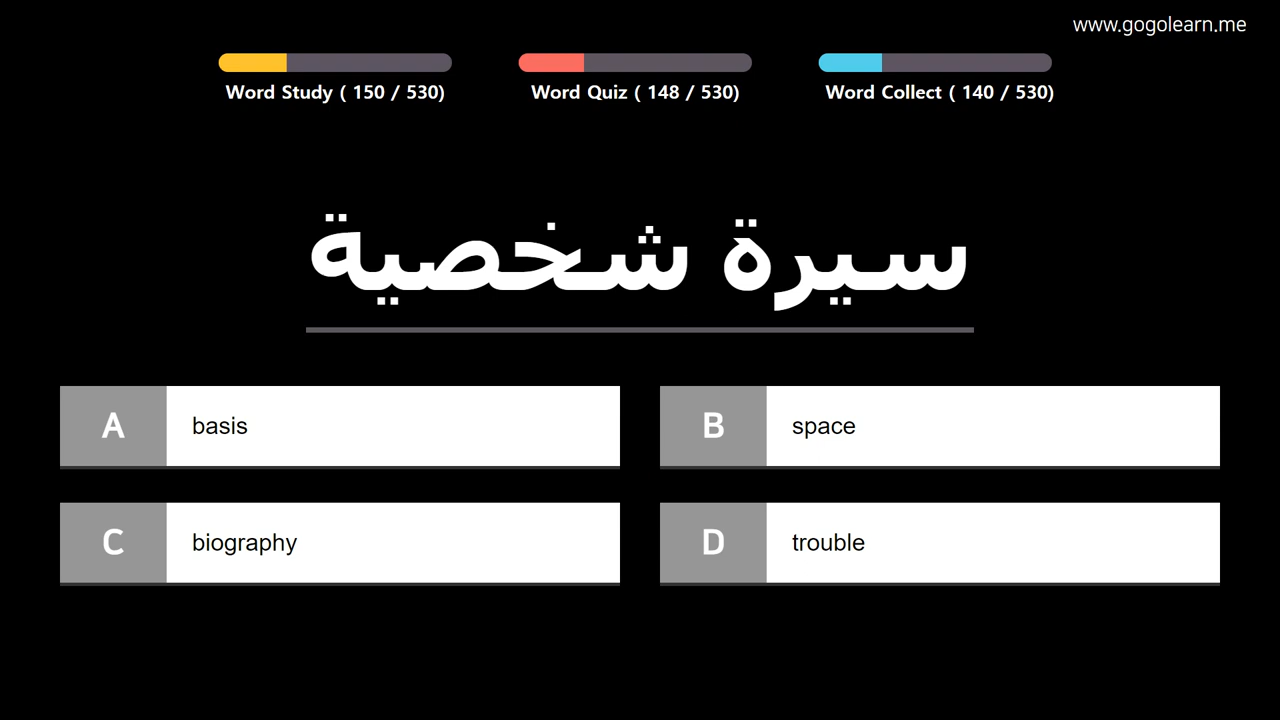 www.gogolearn.me
Word Study ( 150 / 530)
Word Quiz ( 148 / 530)
Word Collect ( 140 / 530)
سيرة شخصية
A basis
B space
C biography
D trouble